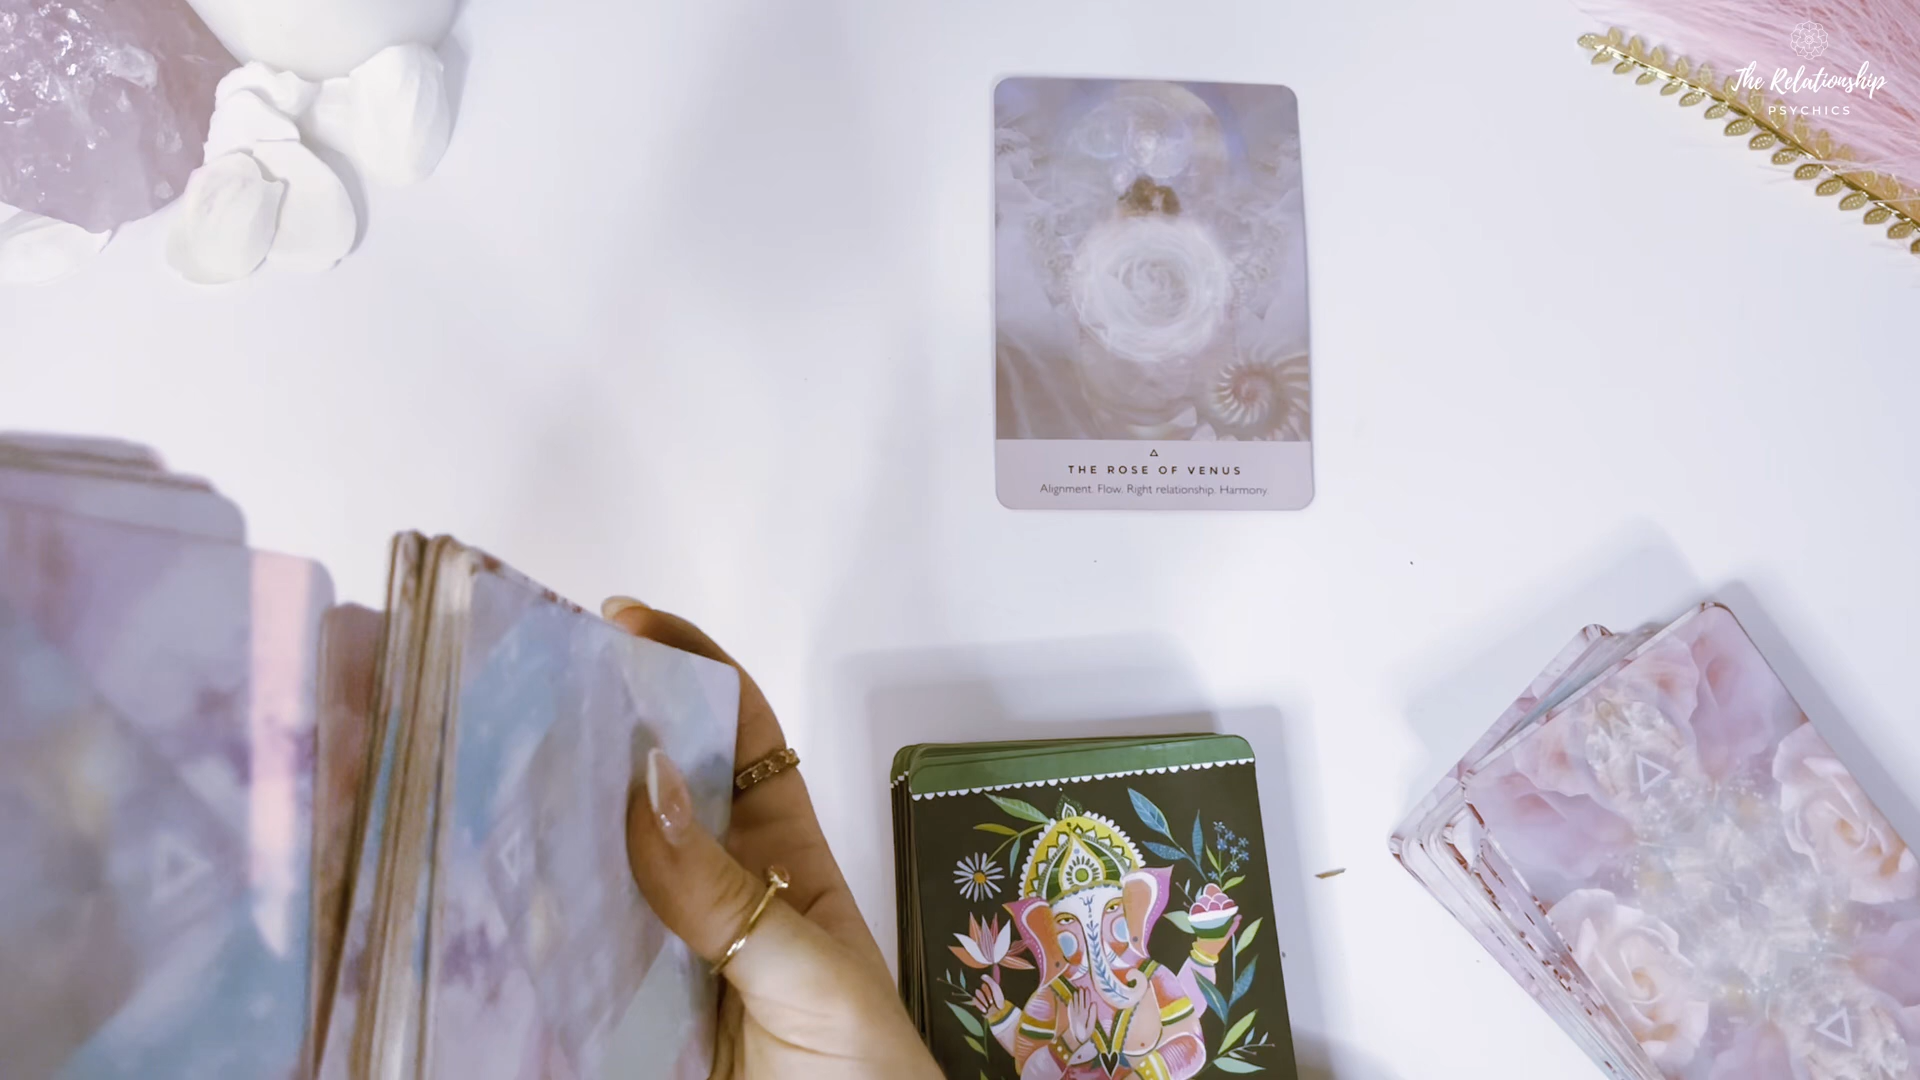 The Relationship
PSYCHICS
THE ROSE OF VENUS
Alignment. Flow. Right relationship. Harmony